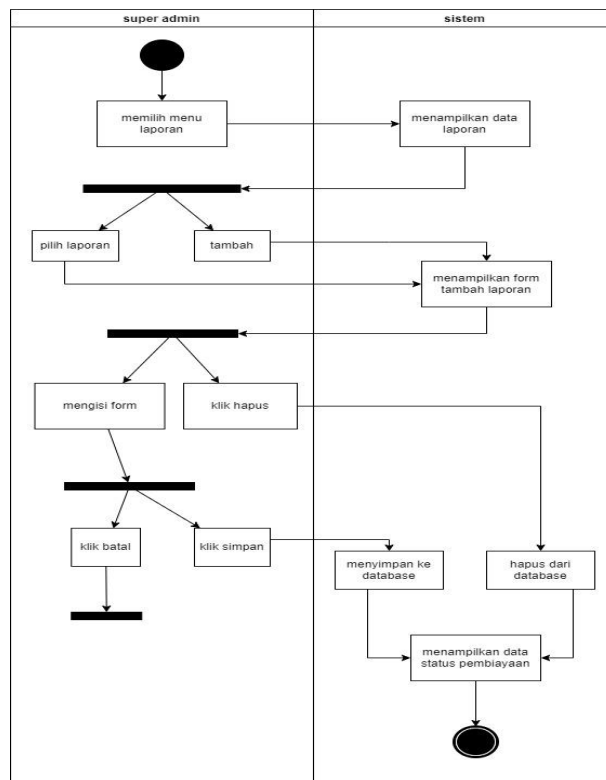 super admin
sistem
memilih menu
laporan
menampilkan data
laporan
pilih laporan
tambah
menampilkan form
tambah laporan
mengisi form
klik hapus
klik batal
klik simpan
menyimpan ke
database
hapus dari
database
menampilkan data
status pembiayaan